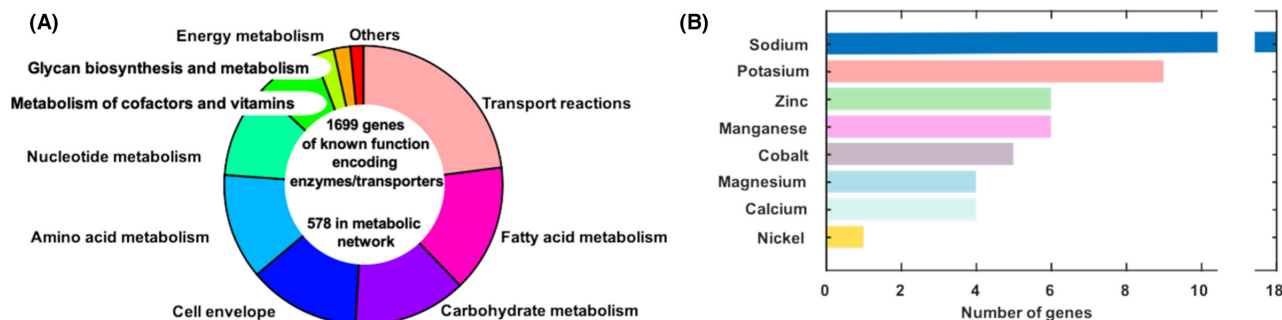 (A)
Energy metabolism
Others
Glycan biosynthesis and metabolism
Metabolism of cofactors and vitamins
Transport reactions
1699 genes
of known function
encoding
enzymes/transporters
Nucleotide metabolism
578 in metabolic
network
Amino acid metabolism
Fatty acid metabolism
Cell envelope
Carbohydrate metabolism
(B)
Sodium
Potasium
Zinc
Manganese
Cobalt
Magnesium
Calcium
Nickel
0 2 4 6 8 10 18
Number of genes